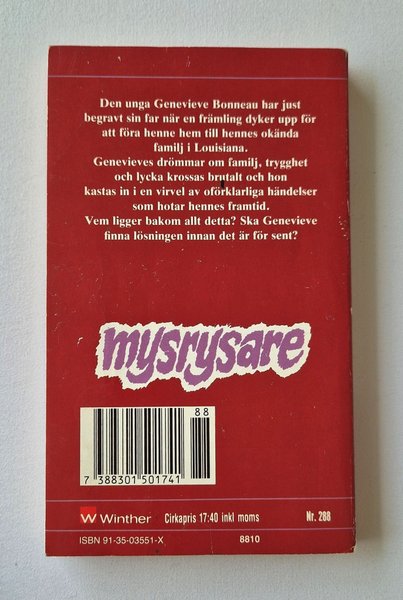 Den unga Genevieve Bonneau har just
begravt sin far när en främling dyker upp för
att föra henne hem till hennes okända
familj i Louisiana.
Genevieves drömmar om familj, trygghet
och lycka krossas brutalt och hon
kastas in i en virvel av oförklarliga händelser
som hotar hennes framtid.
Vem ligger bakom allt detta? Ska Genevieve
finna lösningen innan det är för sent?
mysrysare
88
7 388301 501741
W Winther Cirkapris 17:40 inkl moms Nr. 288
ISBN 91-35-03551-X 8810